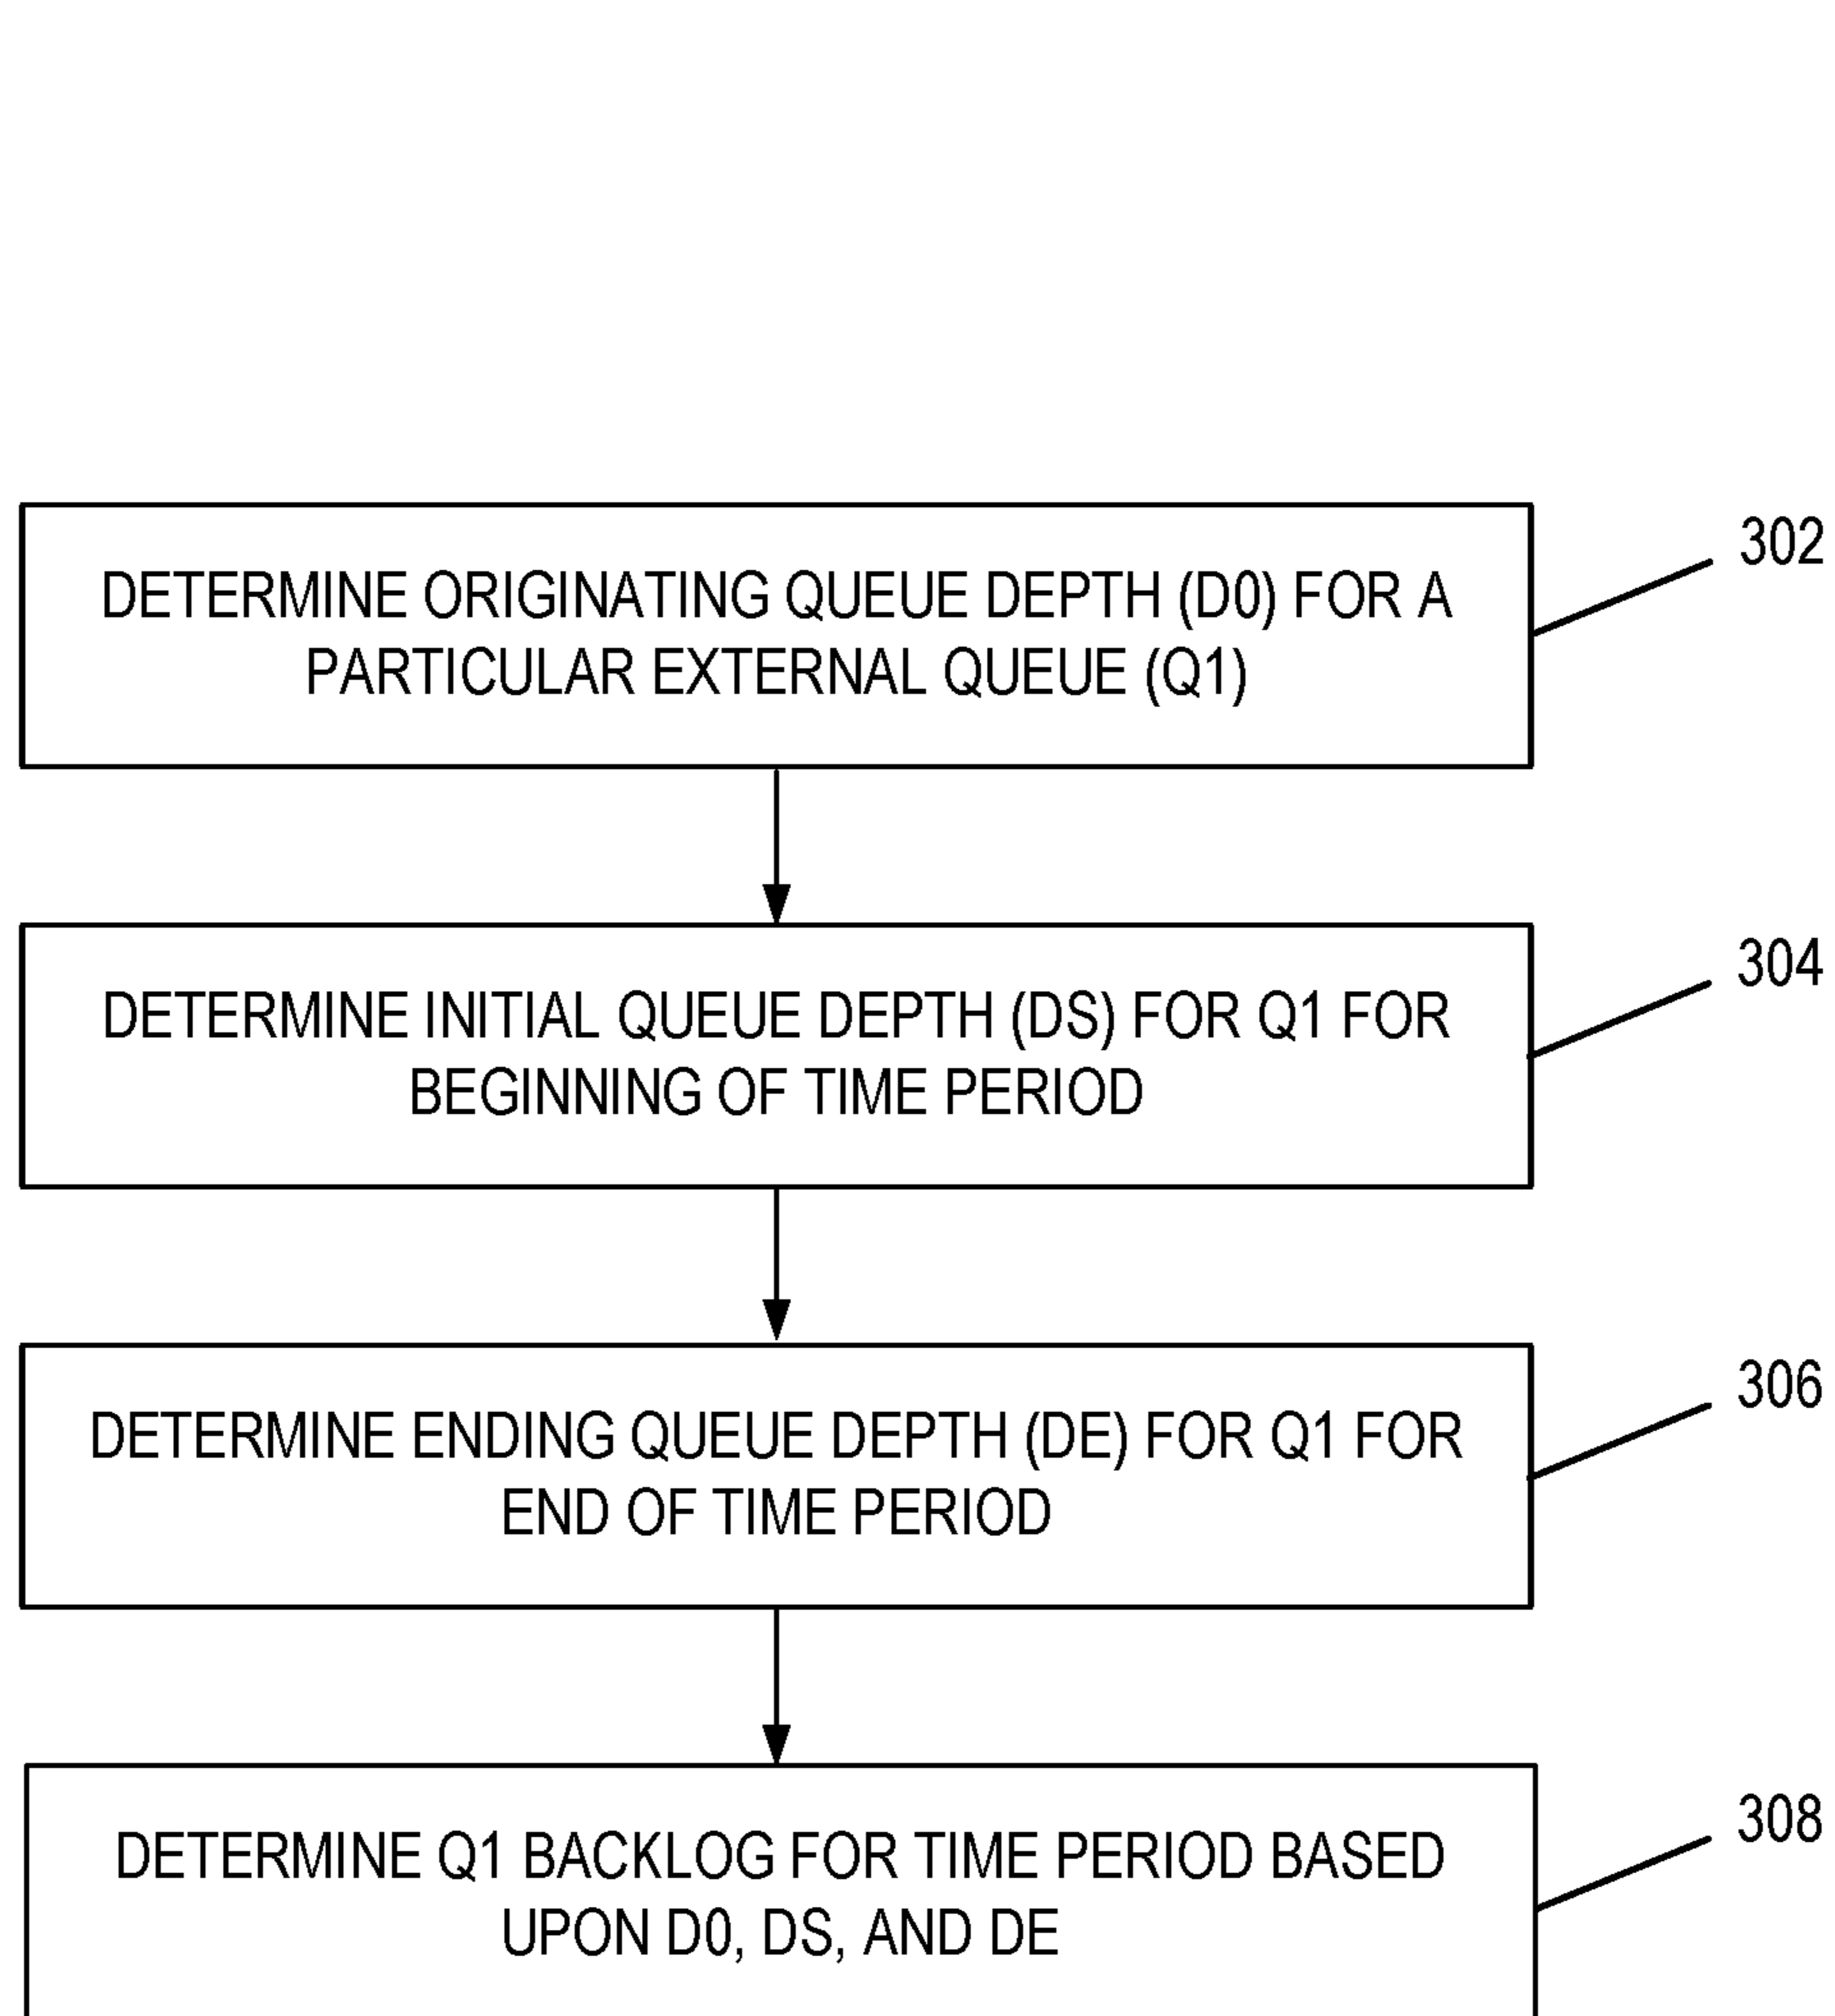 DETERMINE ORIGINATING QUEUE DEPTH (D0) FOR A
PARTICULAR EXTERNAL QUEUE (Q1)
302
DETERMINE INITIAL QUEUE DEPTH (DS) FOR Q1 FOR
BEGINNING OF TIME PERIOD
304
DETERMINE ENDING QUEUE DEPTH (DE) FOR Q1 FOR
END OF TIME PERIOD
306
DETERMINE Q1 BACKLOG FOR TIME PERIOD BASED
UPON D0, DS, AND DE
308